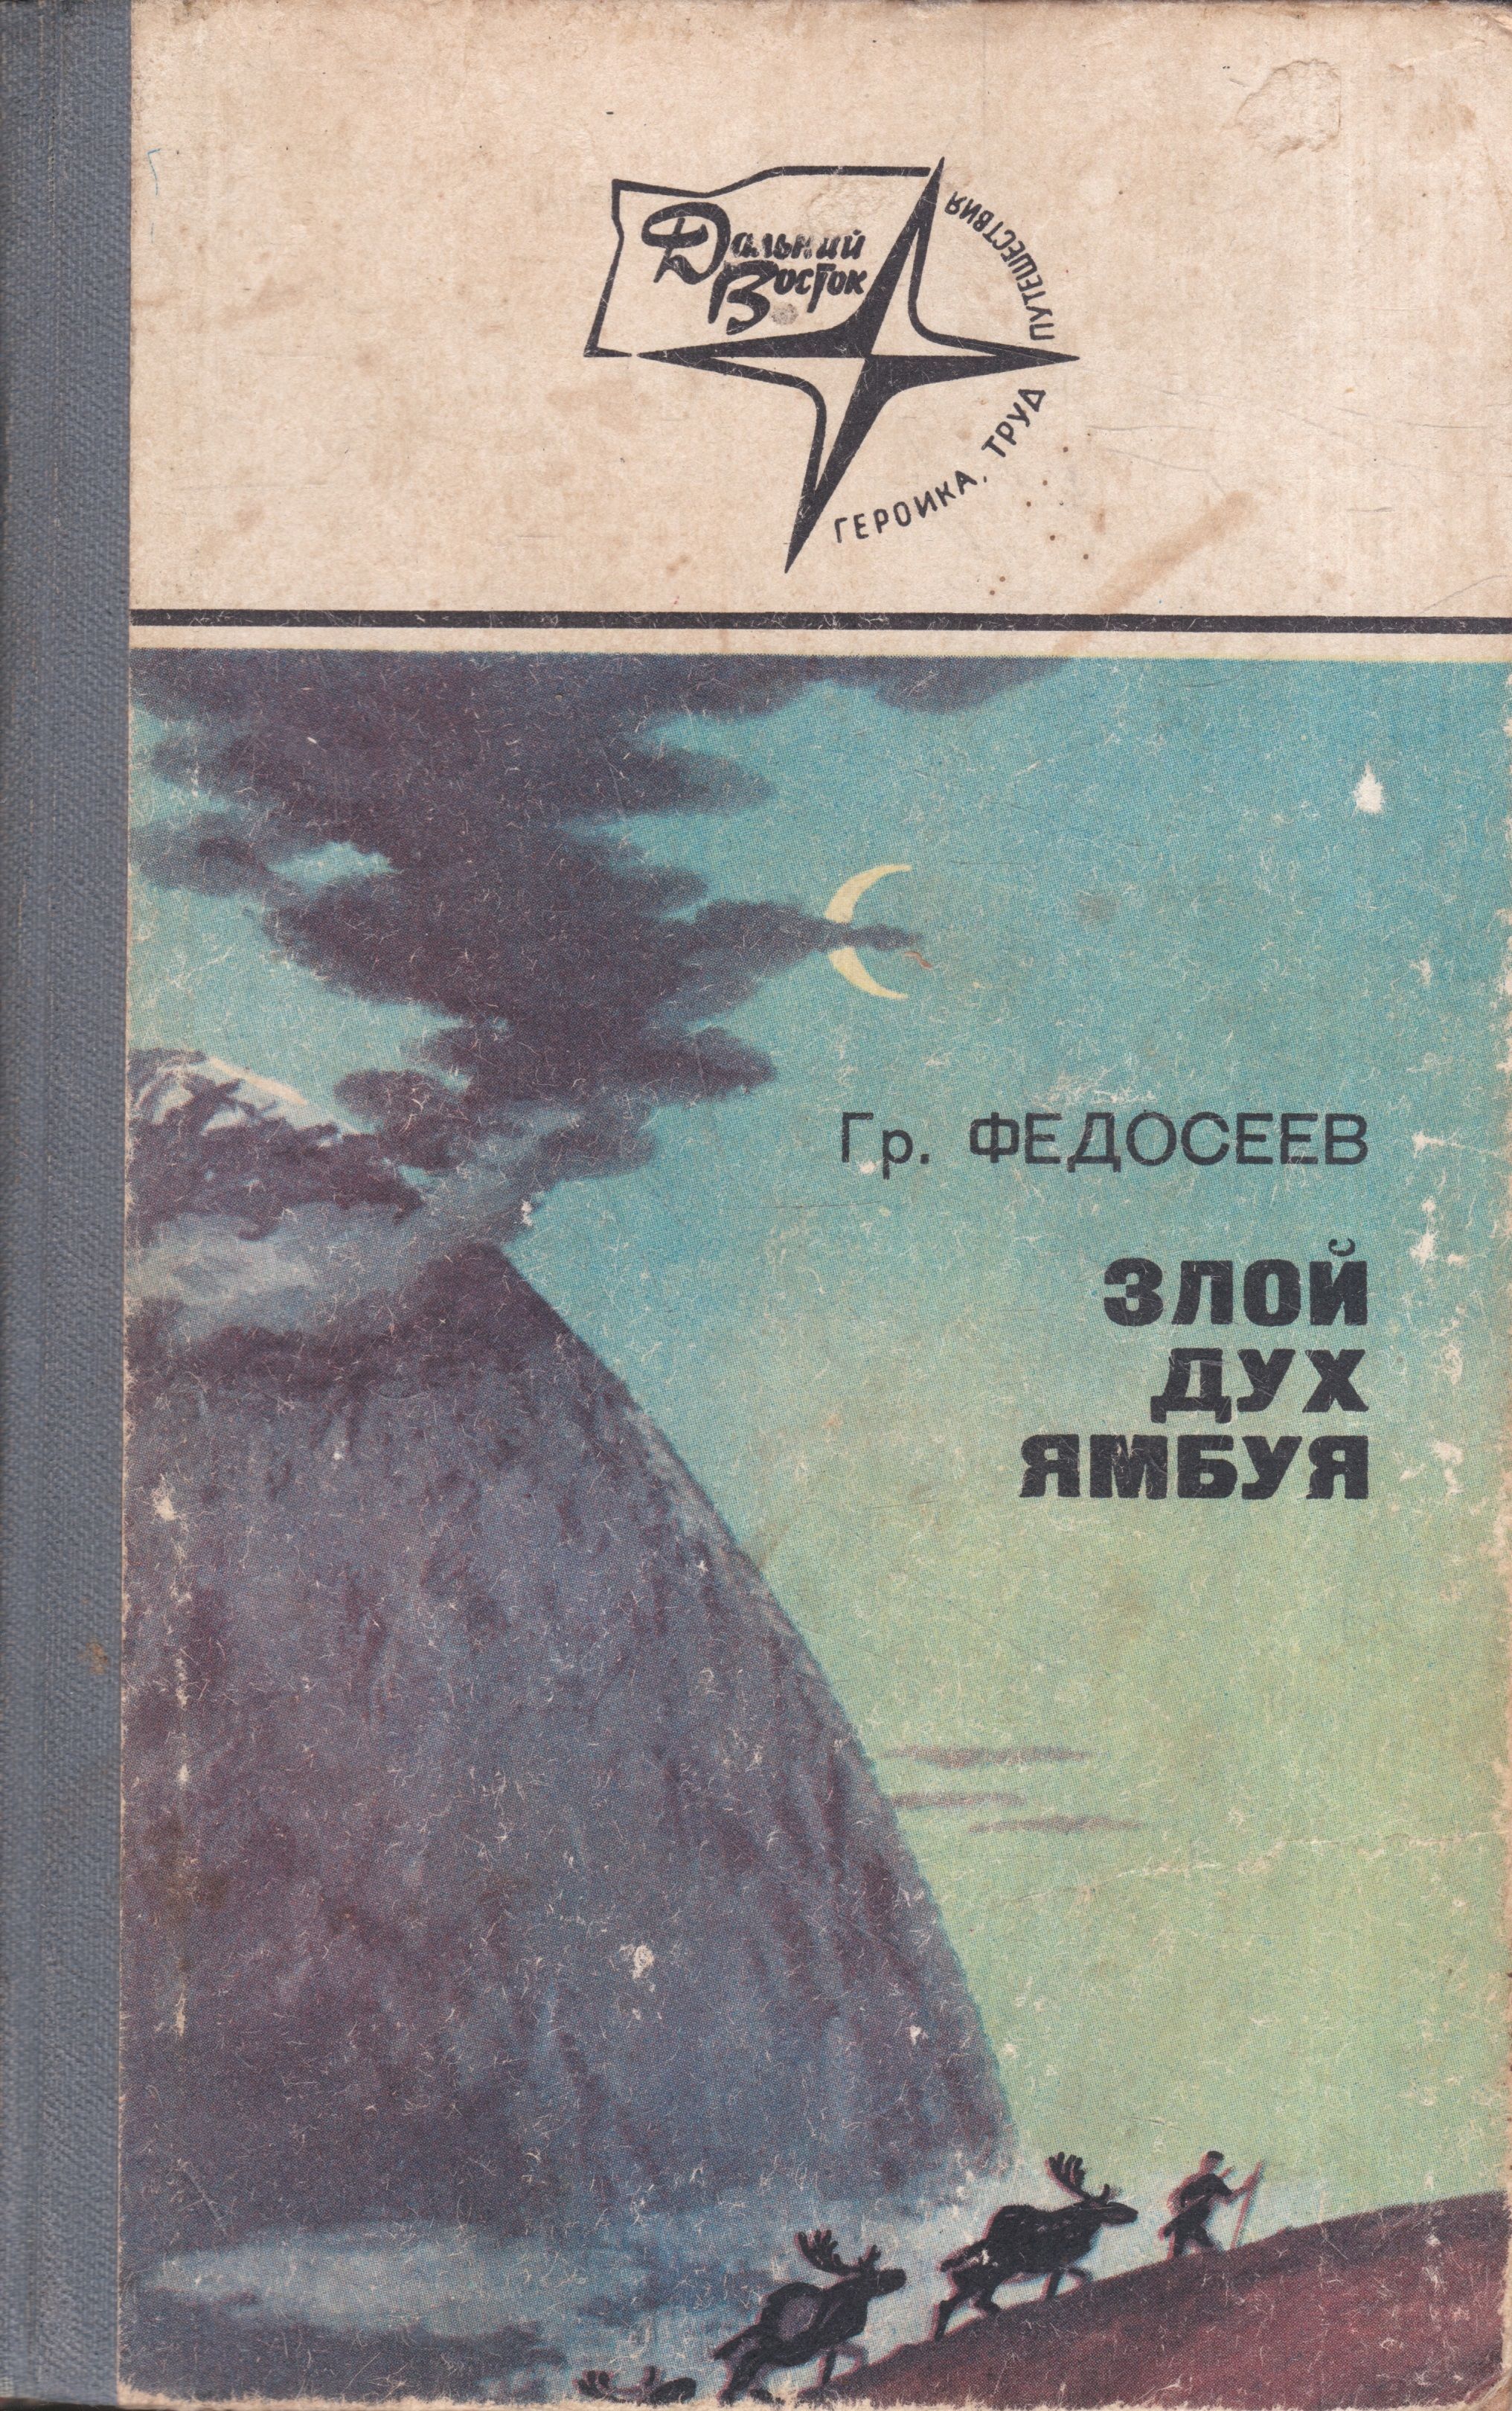 Дальний
Восток
ГЕРОИКА. ТРУД ПУТЕШЕСТВИЯ
Гр. ФЕДОСЕЕВ
ЗЛОЙ
ДУХ
ЯМБУЯ